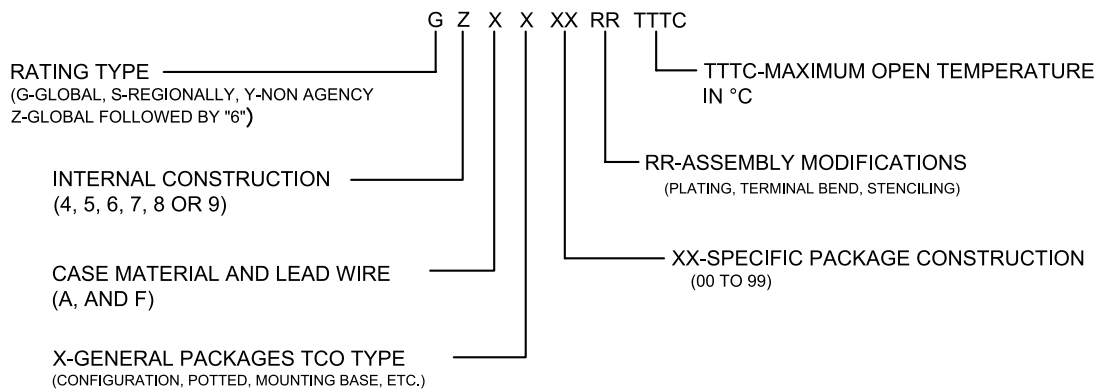 G Z X X XX RR TTTC
RATING TYPE
(G-GLOBAL, S-REGIONALLY, Y-NON AGENCY
Z-GLOBAL FOLLOWED BY "6")
TTTC-MAXIMUM OPEN TEMPERATURE
IN °C
INTERNAL CONSTRUCTION
(4, 5, 6, 7, 8 OR 9)
RR-ASSEMBLY MODIFICATIONS
(PLATING, TERMINAL BEND, STENCILING)
CASE MATERIAL AND LEAD WIRE
(A, AND F)
XX-SPECIFIC PACKAGE CONSTRUCTION
(00 TO 99)
X-GENERAL PACKAGES TCO TYPE
(CONFIGURATION, POTTED, MOUNTING BASE, ETC.)